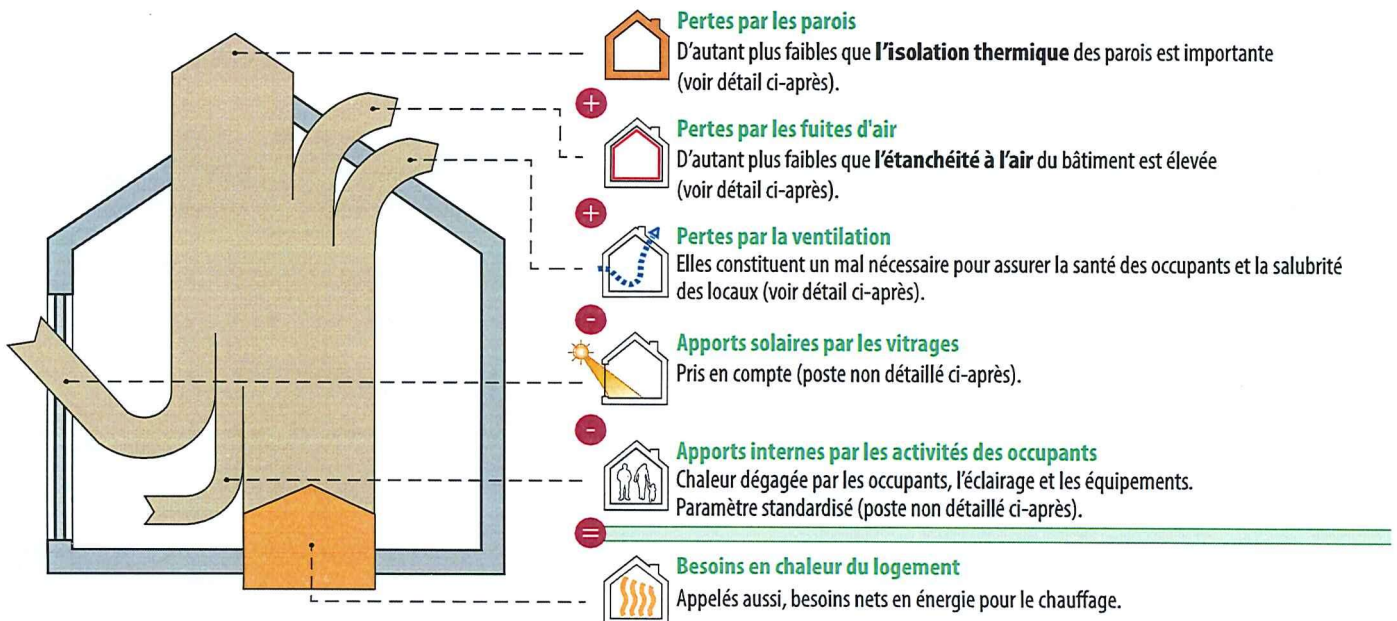 Pertes par les parois
D'autant plus faibles que l'isolation thermique des parois est importante
(voir détail ci-après).
+
Pertes par les fuites d'air
D'autant plus faibles que l'étanchéité à l'air du bâtiment est élevée
(voir détail ci-après).
+
Pertes par la ventilation
Elles constituent un mal nécessaire pour assurer la santé des occupants et la salubrité
des locaux (voir détail ci-après).
-
Apports solaires par les vitrages
Pris en compte (poste non détaillé ci-après).
-
Apports internes par les activités des occupants
Chaleur dégagée par les occupants, l'éclairage et les équipements.
Paramètre standardisé (poste non détaillé ci-après).
=
Besoins en chaleur du logement
Appelés aussi, besoins nets en énergie pour le chauffage.